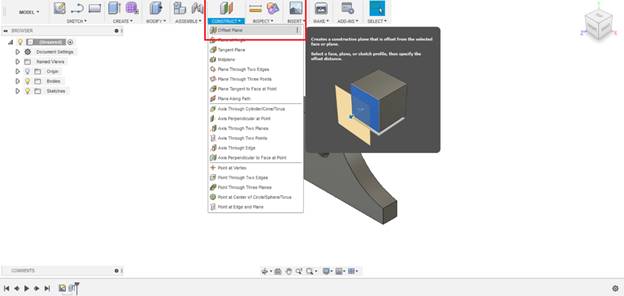 MODEL
SKETCH
CREATE
MODIFY
ASSEMBLE
CONSTRUCT
INSPECT
INSERT
MAKE
ADD-INS
SELECT
BROWSER
(Unsaved)
Document Settings
Named Views
Origin
Bodies
Sketches
Offset Plane
Plane at Angle
Tangent Plane
Midplane
Plane Through Two Edges
Plane Through Three Points
Plane Tangent to Face at Point
Plane Along Path
Axis Through Cylinder/Cone/Torus
Axis Perpendicular at Point
Axis Through Two Planes
Axis Through Two Points
Axis Through Edge
Axis Perpendicular to Face at Point
Point at Vertex
Point Through Two Edges
Point Through Three Planes
Point at Center of Circle/Sphere/Torus
Point at Edge and Plane
Creates a construction plane that is offset from the selected
face or plane.
Select a face, plane, or sketch profile, then specify the
offset distance.
COMMENTS